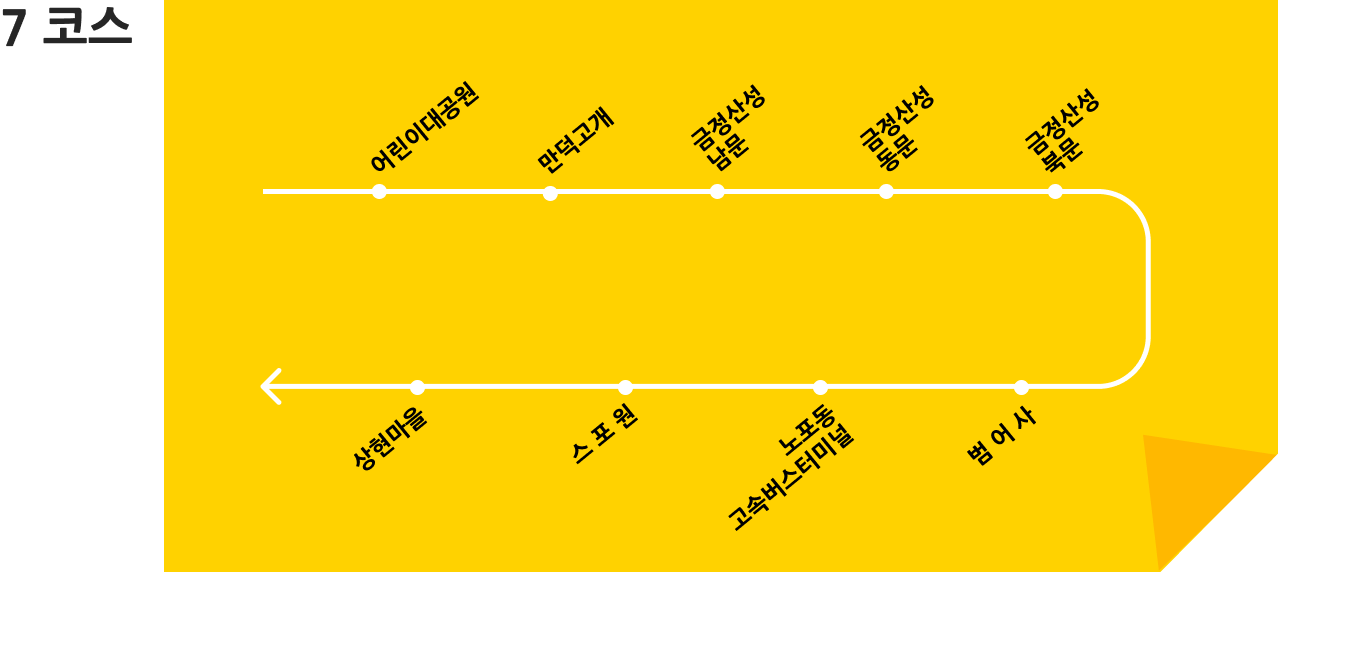 7 코스
어린이대공원
만덕고개
금정산성
남문
금정산성
동문
금정산성
북문
범 어 사
노포동
고속버스터미널
스 포 원
상현마을